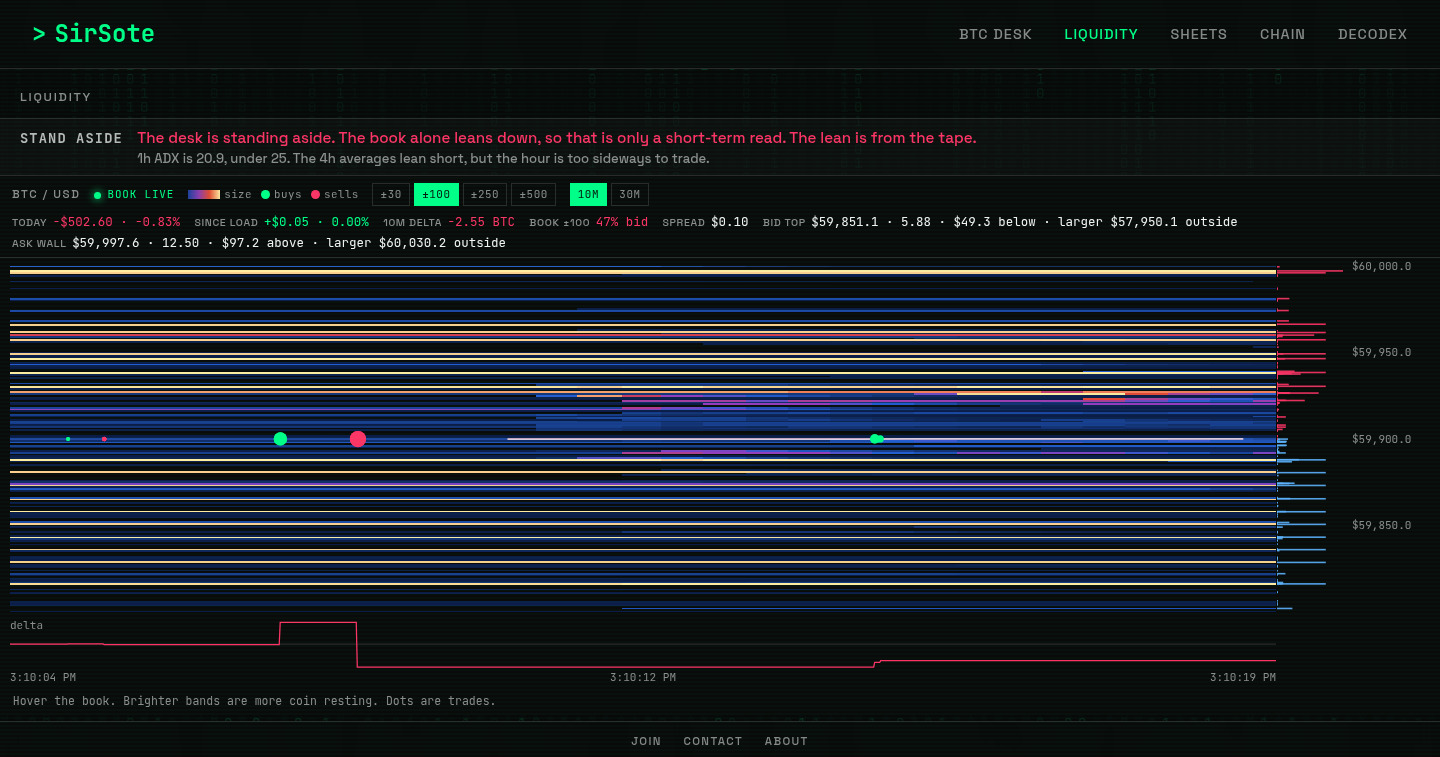 > SirSote
BTC DESK LIQUIDITY SHEETS CHAIN DECODEX
LIQUIDITY
STAND ASIDE The desk is standing aside. The book alone leans down, so that is only a short-term read. The lean is from the tape.
1h ADX is 20.9, under 25. The 4h averages lean short, but the hour is too sideways to trade.
BTC / USD BOOK LIVE size buys sells ±30 ±100 ±250 ±500 10M 30M
TODAY -$502.60 · -0.83% SINCE LOAD +$0.05 · 0.00% 10M DELTA -2.55 BTC BOOK ±100 47% bid SPREAD $0.10 BID TOP $59,851.1 · 5.88 · $49.3 below · larger $57,950.1 outside
ASK WALL $59,997.6 · 12.50 · $97.2 above · larger $60,030.2 outside
$60,000.0
$59,950.0
$59,900.0
$59,850.0
delta
3:10:04 PM 3:10:12 PM 3:10:19 PM
Hover the book. Brighter bands are more coin resting. Dots are trades.
JOIN CONTACT ABOUT